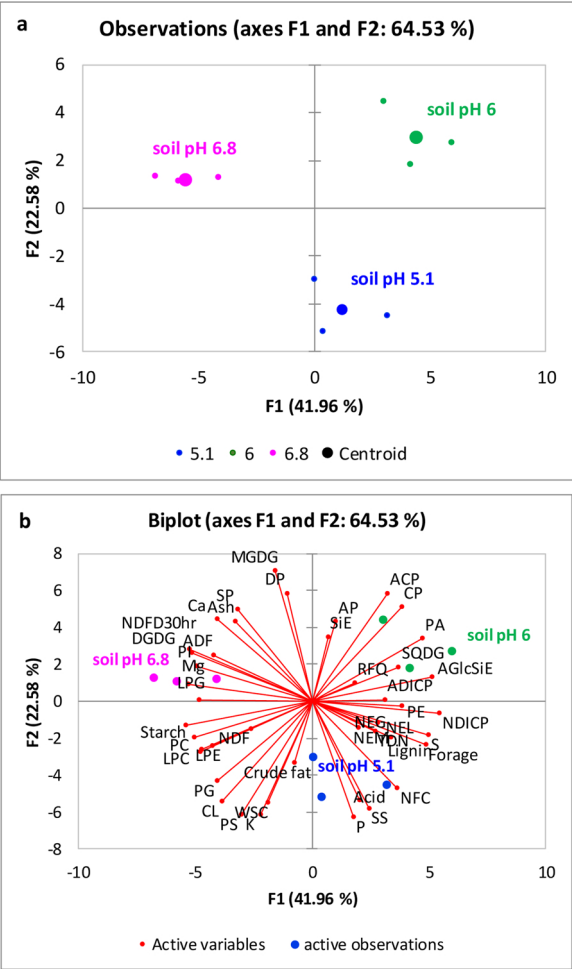 a
Observations (axes F1 and F2: 64.53 %)
6
4
2
0
-2
-4
-6
F2 (22.58 %)
soil pH 6
soil pH 6.8
soil pH 5.1
-10
-5
0
5
10
F1 (41.96 %)
5.1
6
6.8
Centroid
b
Biplot (axes F1 and F2: 64.53 %)
8
6
4
2
0
-2
-4
-6
-8
F2 (22.58 %)
MGDG
DP
ACP
SP
CP
Ca
Ash
AP
SiE
PA
NDFD30hr
DGDG
ADF
soil pH 6
PI
SQDG
soil pH 6.8
Mg
RFQ
AGlcSiE
LPG
ADICP
PE
NDICP
Starch
NEG
NEL
PC
NDF
NEM
TDN
S
LPC
LPE
Lignin
Forage
Crude fat
soil pH 5.1
PG
Acid
NFC
CL
WSC
SS
PS
K
P
-10
-5
0
5
10
F1 (41.96 %)
Active variables
active observations